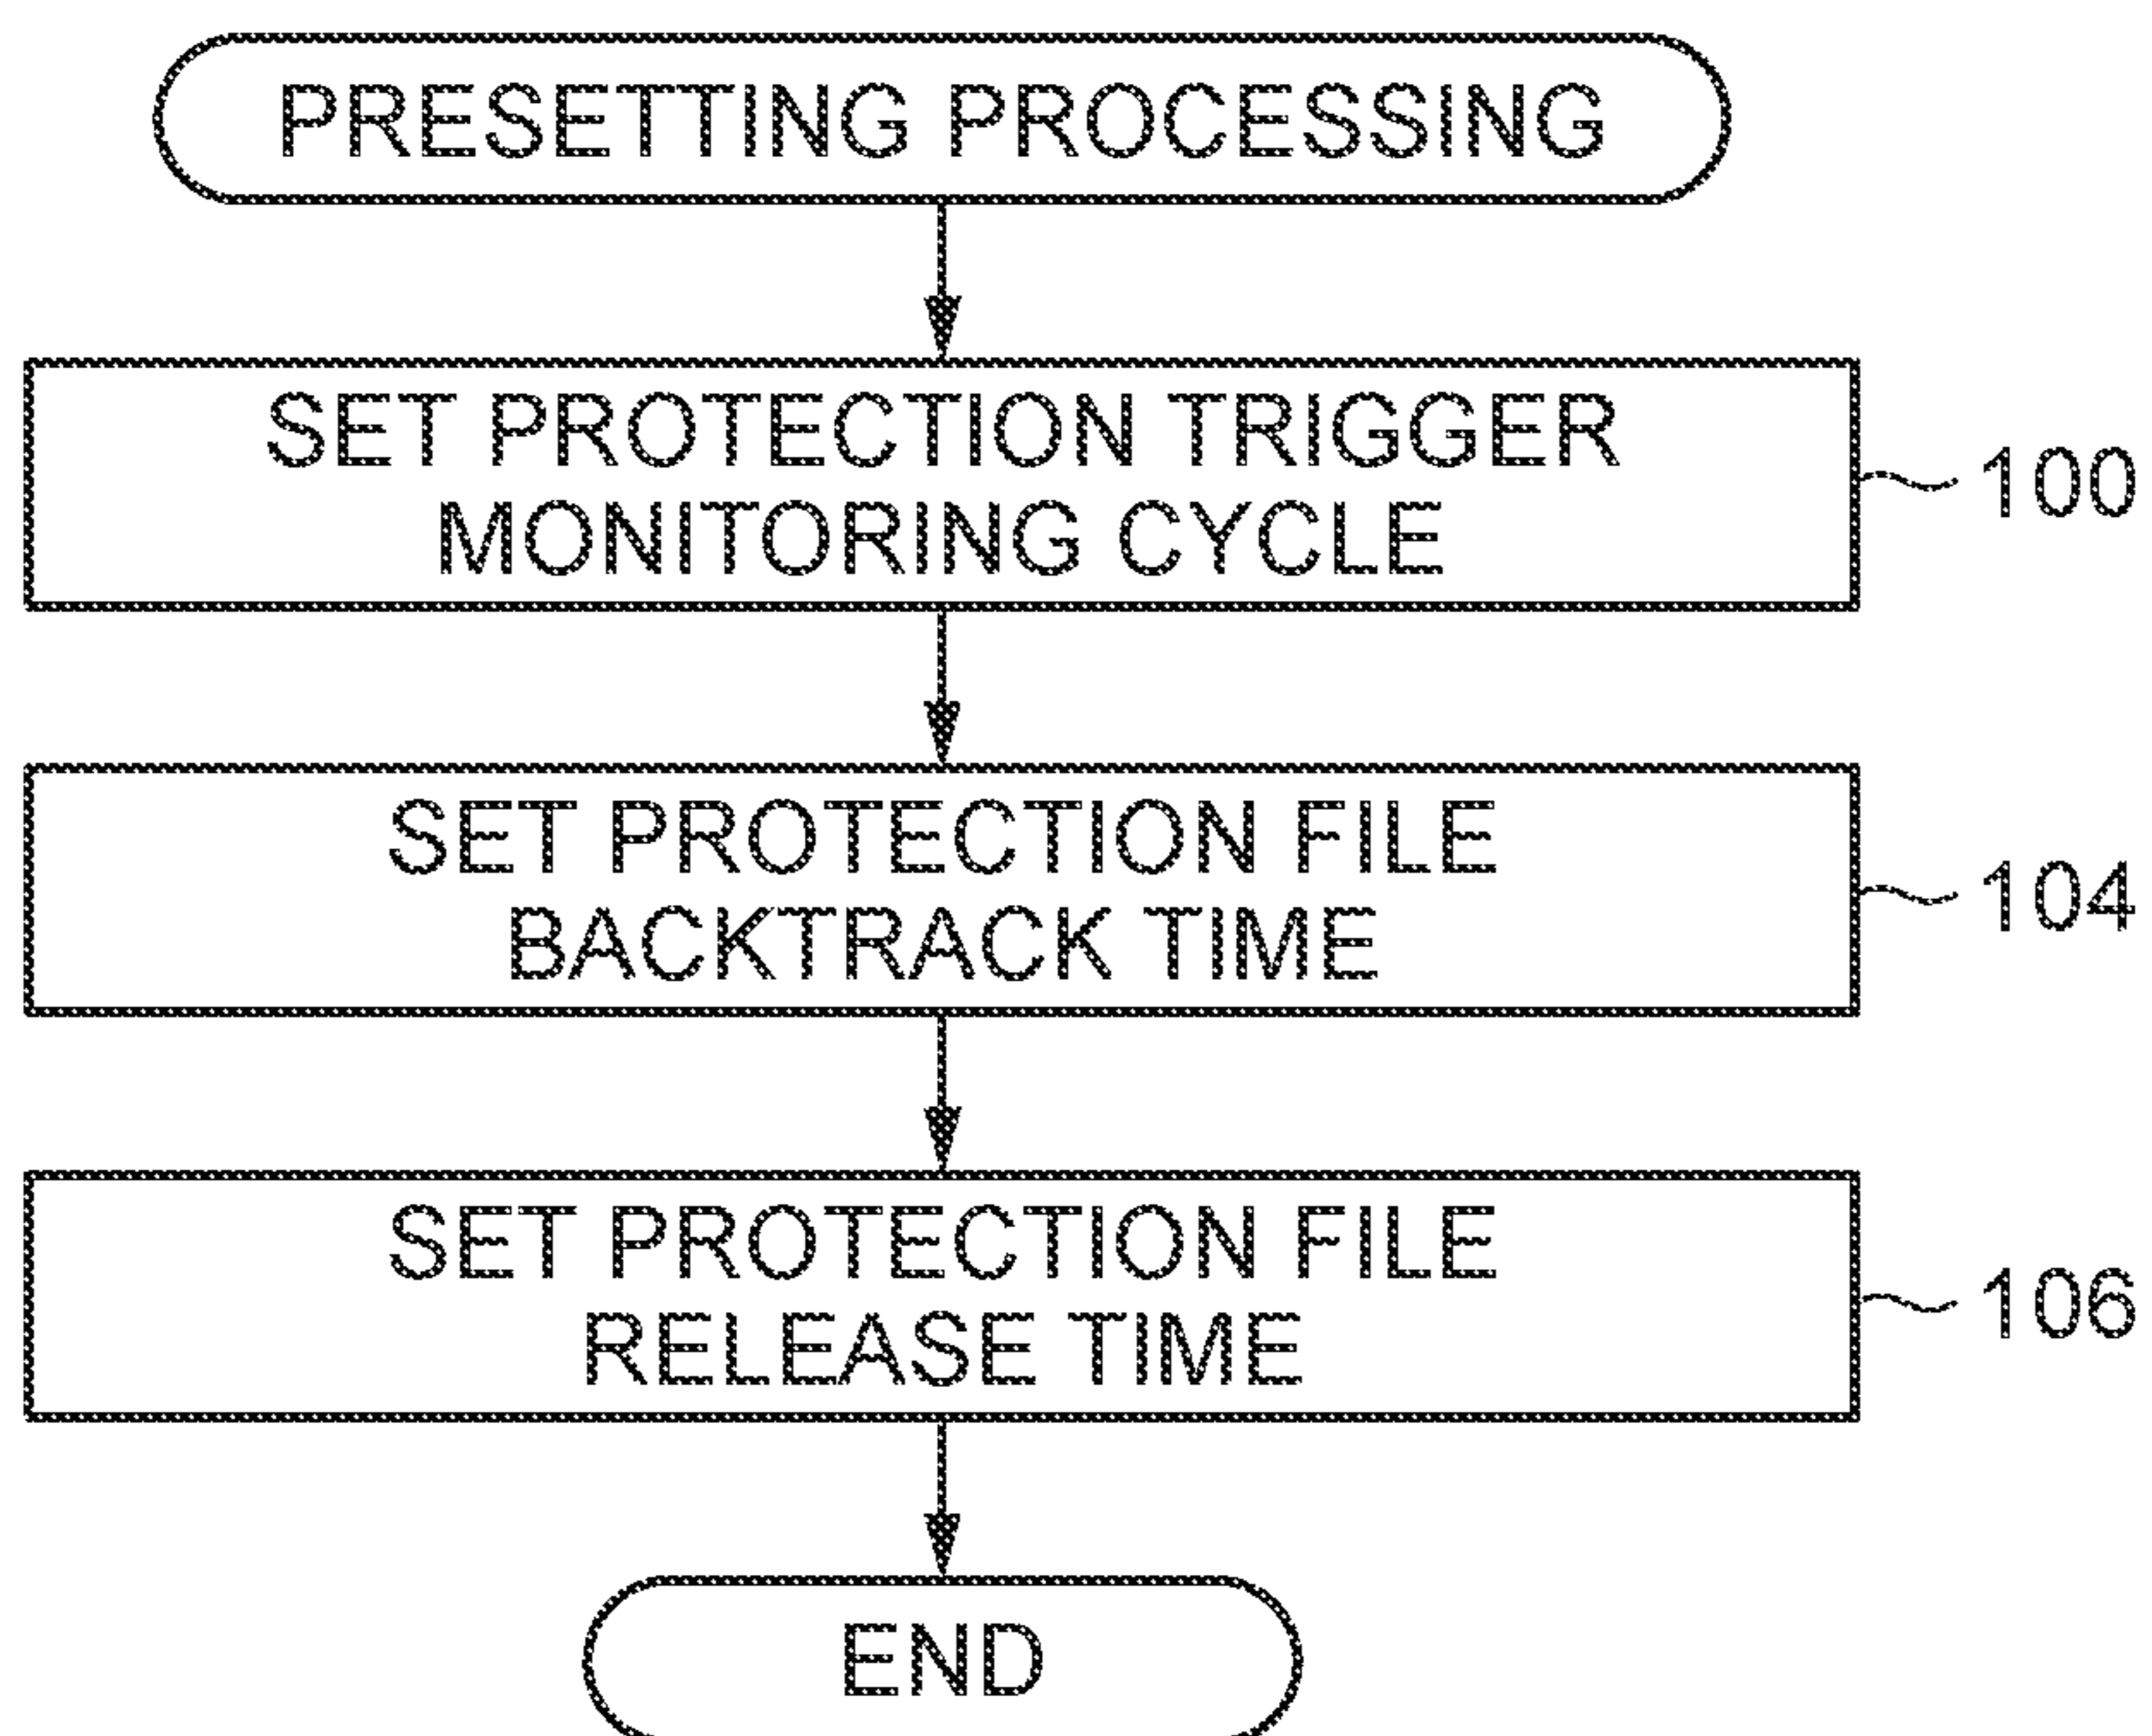 PRESETTING PROCESSING
SET PROTECTION TRIGGER
MONITORING CYCLE
100
SET PROTECTION FILE
BACKTRACK TIME
104
SET PROTECTION FILE
RELEASE TIME
106
END